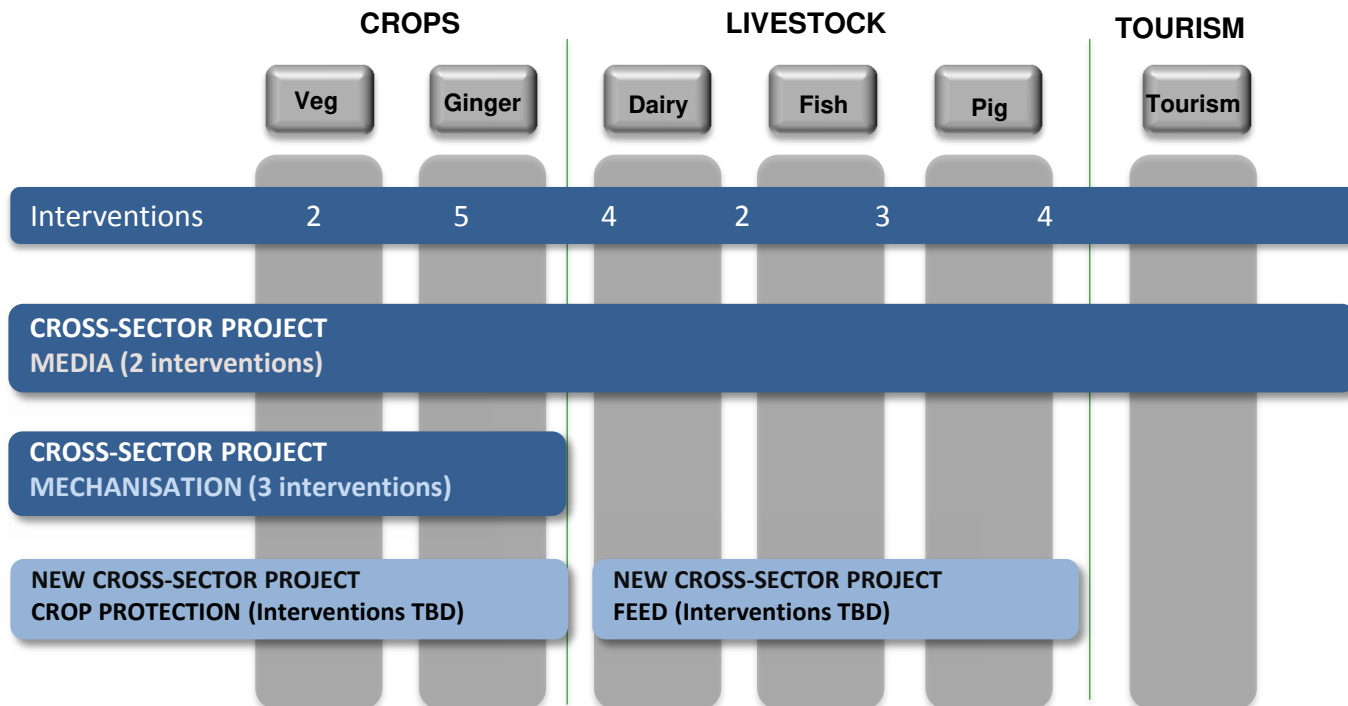 CROPS LIVESTOCK TOURISM
Veg Ginger Dairy Fish Pig Tourism
Interventions 2 5 4 2 3 4
CROSS-SECTOR PROJECT
MEDIA (2 interventions)
CROSS-SECTOR PROJECT
MECHANISATION (3 interventions)
NEW CROSS-SECTOR PROJECT
CROP PROTECTION (Interventions TBD)
NEW CROSS-SECTOR PROJECT
FEED (Interventions TBD)